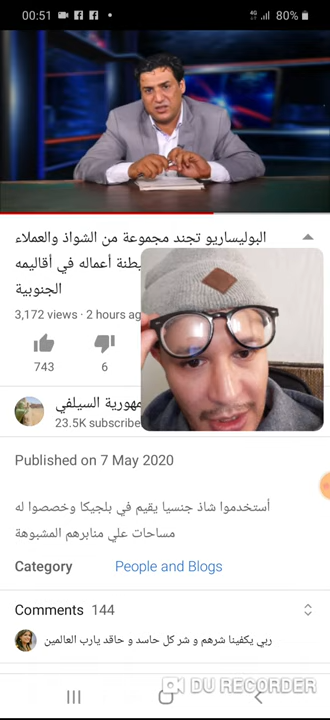 00:51
4G
80%
البوليساريو تجند مجموعة من الشواذ والعملاء
يطنة أعماله في أقاليمه
الجنوبية
3,172 views · 2 hours ag
743
6
مهورية السيلفي
23.5K subscribe
Published on 7 May 2020
أستخدموا شاذ جنسيا يقيم في بلجيكا وخصصوا له
مساحات علي منابرهم المشبوهة
Category People and Blogs
Comments 144
ربي يكفينا شرهم و شر كل حاسد و حاقد يارب العالمين
DU RECORDER